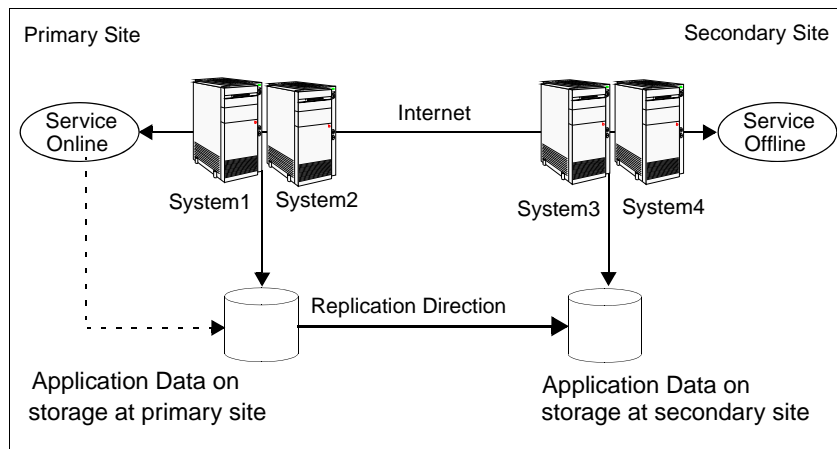 Primary Site
Secondary Site
Service
Online
Internet
Service
Offline
System1
System2
System3
System4
Replication Direction
Application Data on
storage at primary site
Application Data on
storage at secondary site